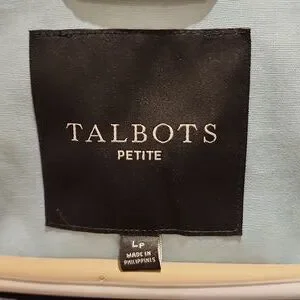 TALBOTS
PETITE
LP
MADE IN
PHILIPPINES